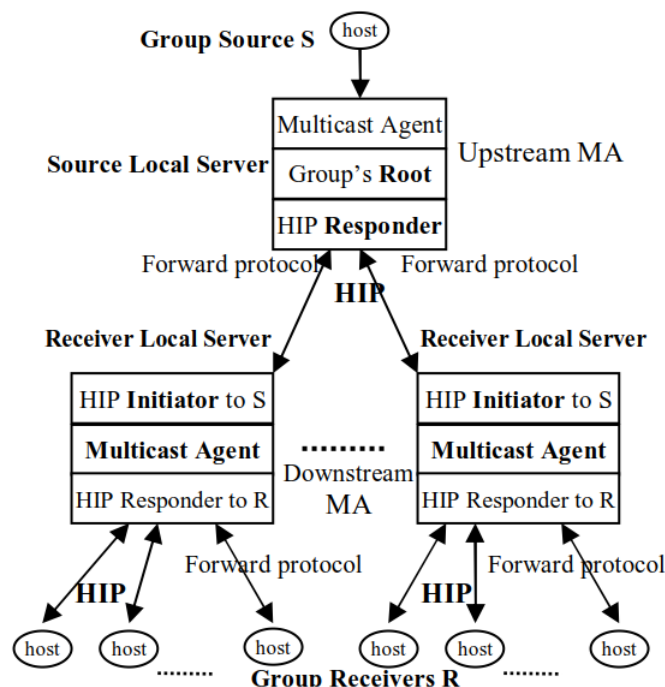 Group Source S
host
Multicast Agent
Upstream MA
Source Local Server
Group's Root
HIP Responder
Forward protocol
Forward protocol
HIP
Receiver Local Server
Receiver Local Server
HIP Initiator to S
HIP Initiator to S
Multicast Agent
Multicast Agent
Downstream
MA
HIP Responder to R
HIP Responder to R
Forward protocol
Forward protocol
HIP
HIP
host
host
host
host
host
host
Group Receivers R